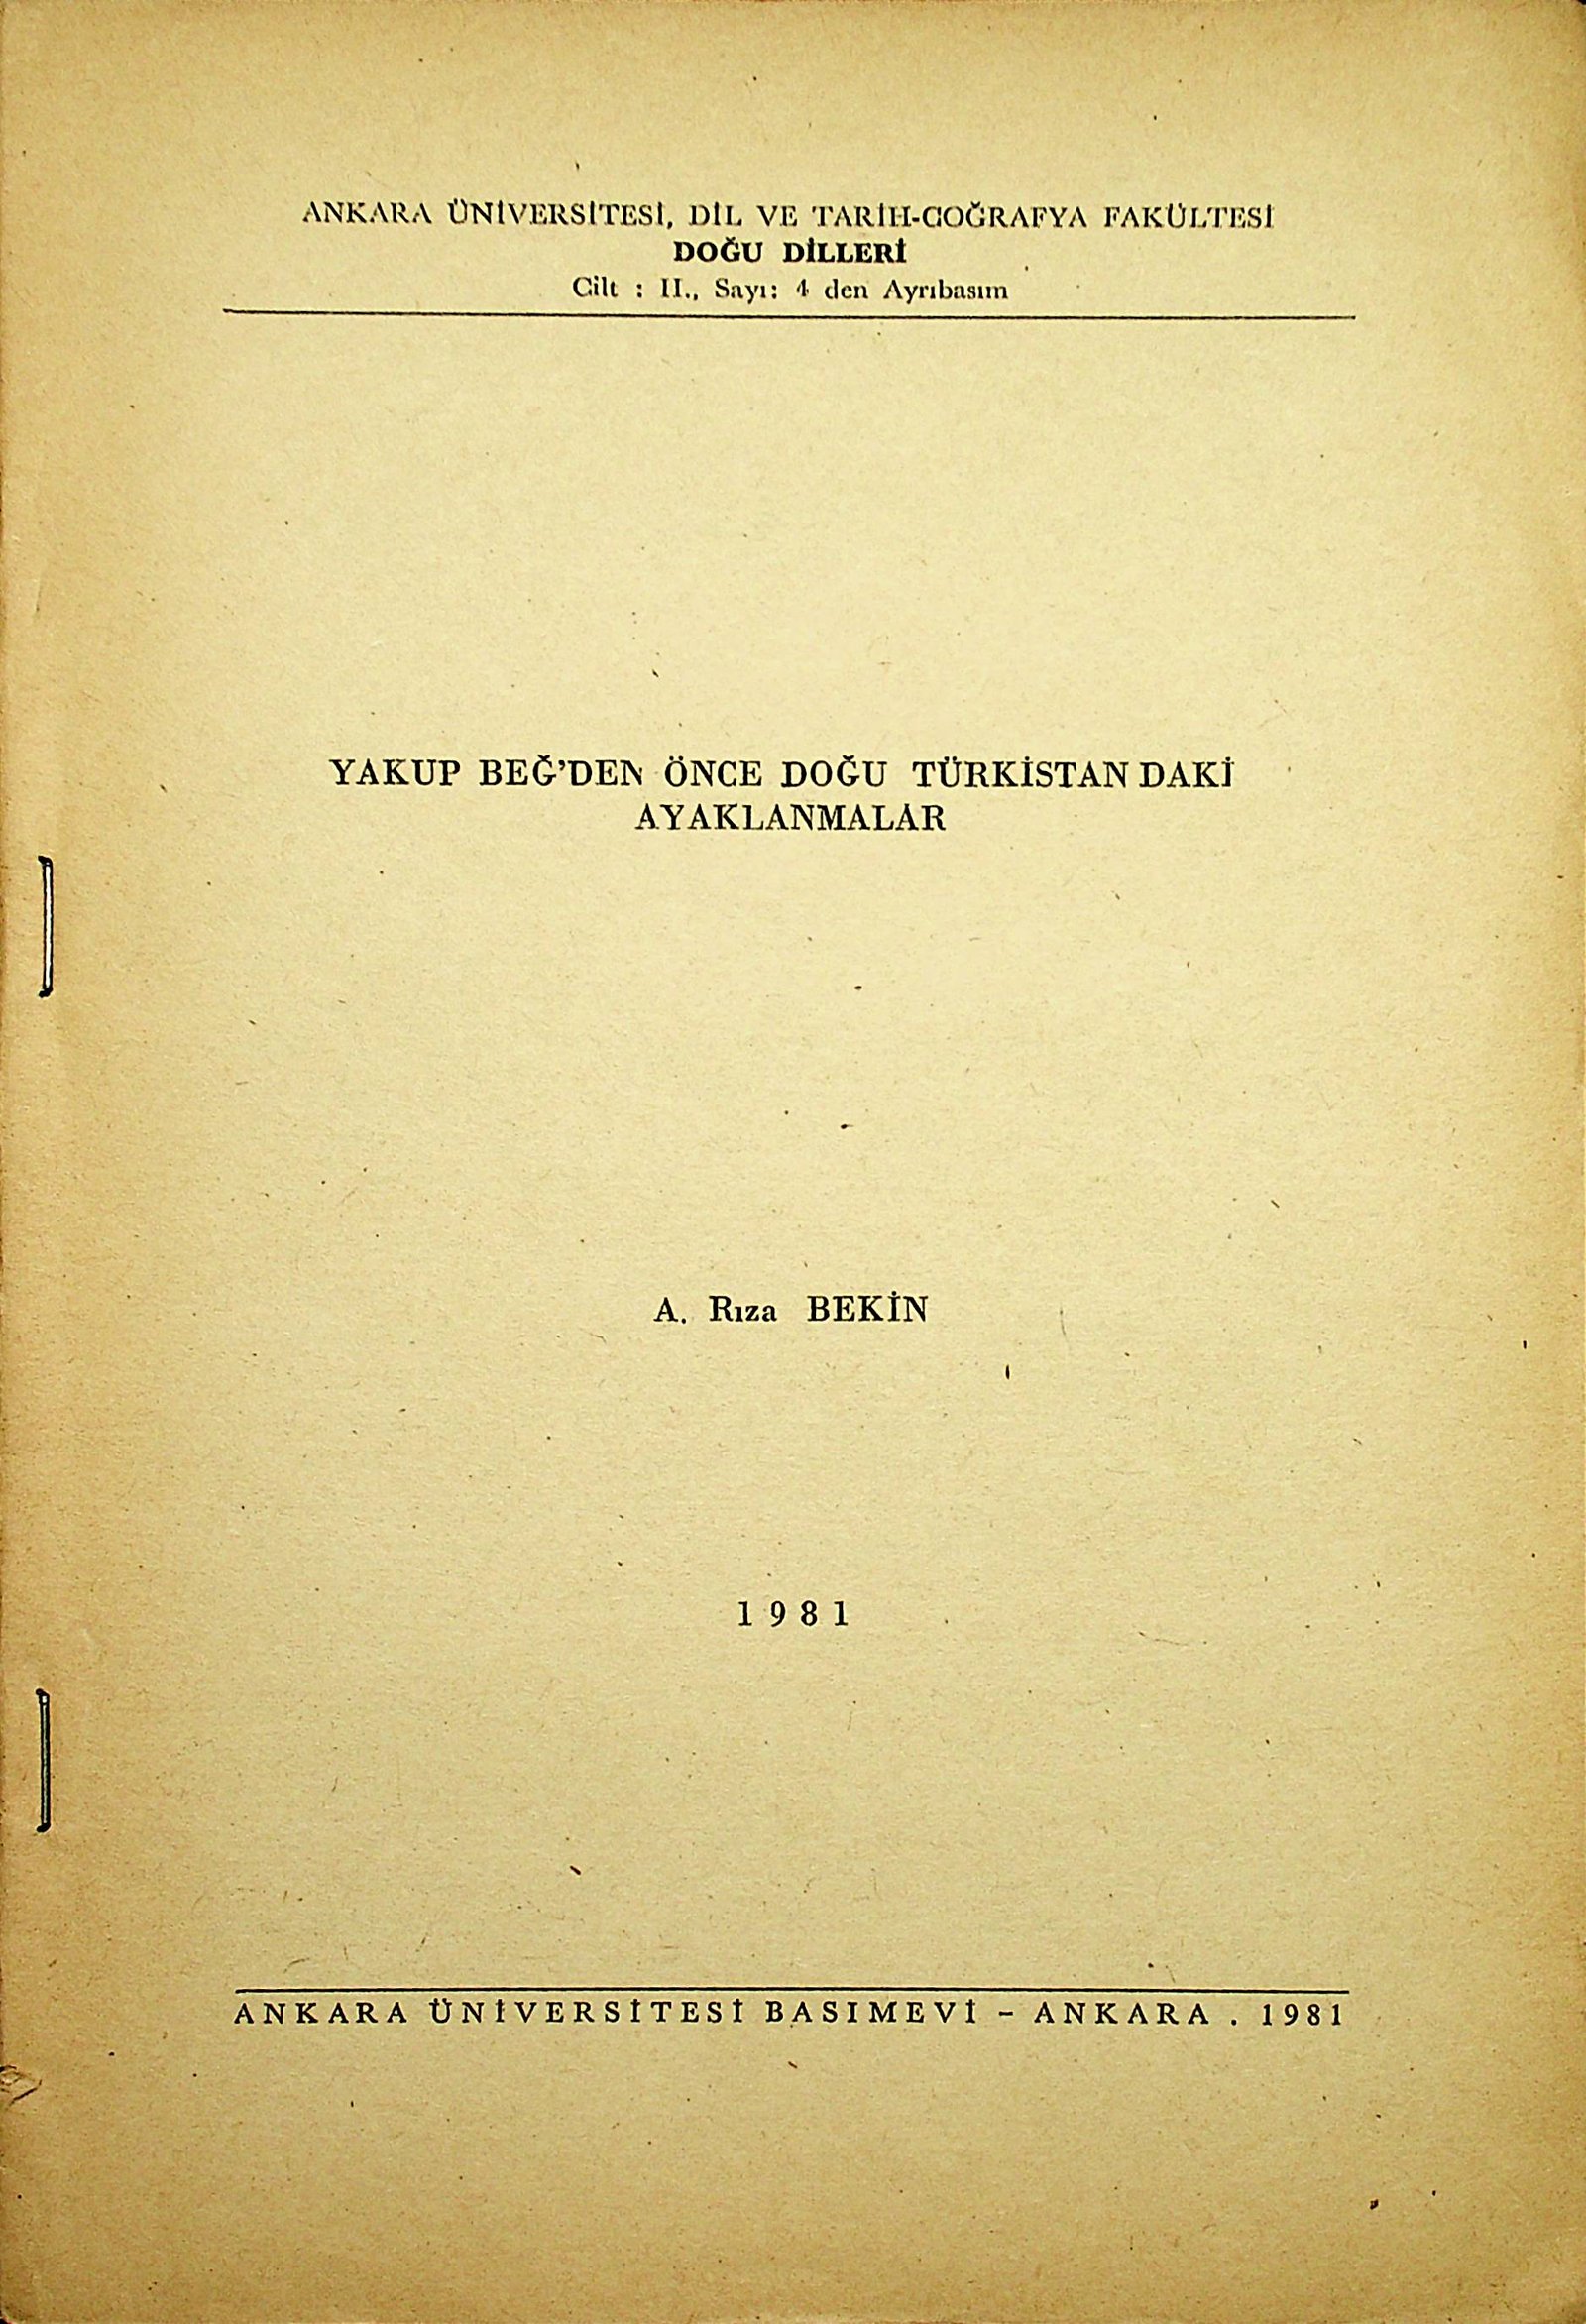 ANKARA ÜNİVERSİTESİ, DİL VE TARİH-COĞRAFYA FAKÜLTESİ
DOĞU DİLLERİ
Cilt : II., Sayı: 4 den Ayrıbasım
YAKUP BEĞ'DEN ÖNCE DOĞU TÜRKİSTAN DAKİ
AYAKLANMALAR
A. Rıza BEKİN
1981
ANKARA ÜNİVERSİTESİ BASIMEVİ - ANKARA . 1981